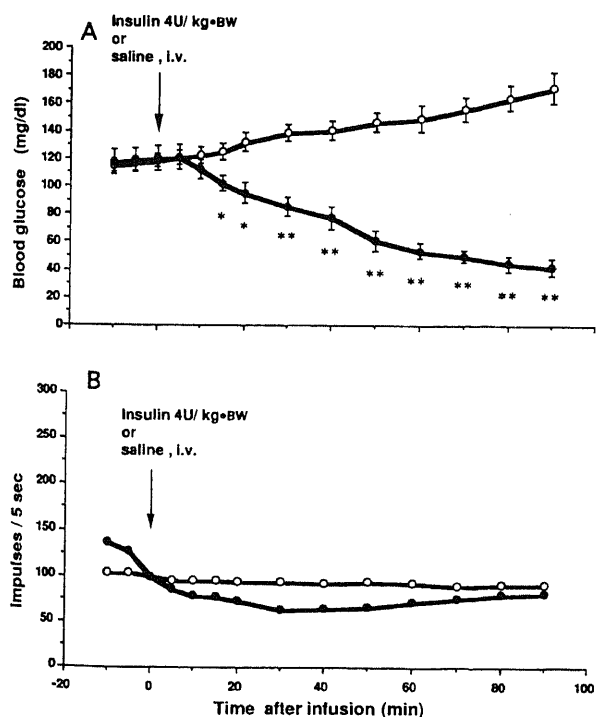 A
Insulin 4U/ kg•BW
or
saline , i.v.
200
180
160
140
120
100
80
60
40
20
0
Blood glucose (mg/dl)
*
*
**
**
**
**
**
**
**
B
Insulin 4U/ kg•BW
or
saline , i.v.
300
250
200
150
100
50
0
Impulses / 5 sec
-20 0 20 40 60 80 100
Time after infusion (min)